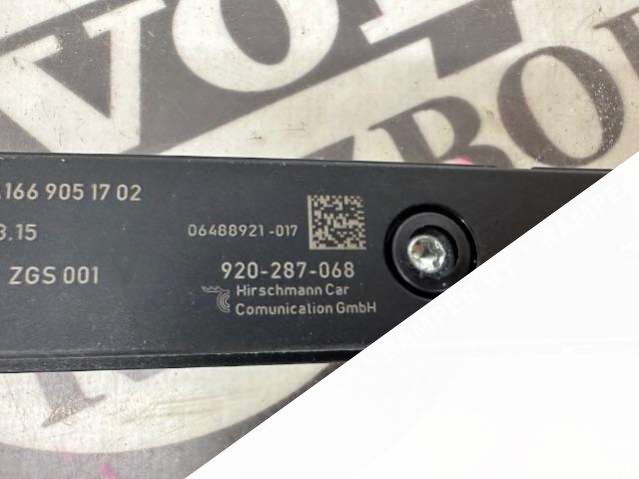 166 905 17 02
3.15
06488921-017
ZGS 001
920-287-068
Hirschmann Car
Comunication GmbH